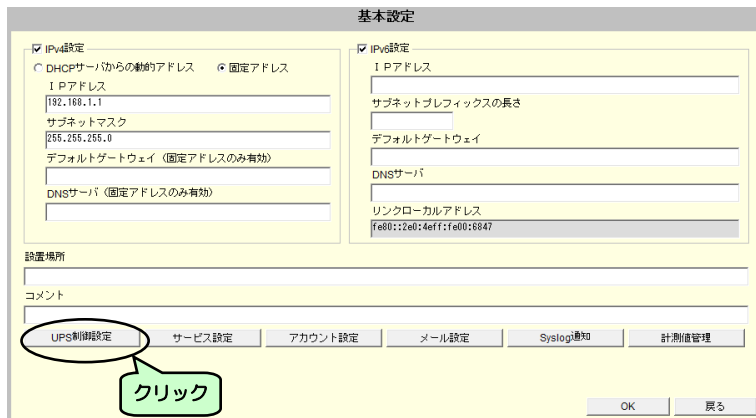 基本設定
IPv4設定
DHCPサーバからの動的アドレス 固定アドレス
IPアドレス
192.168.1.1
サブネットマスク
255.255.255.0
デフォルトゲートウェイ（固定アドレスのみ有効）
DNSサーバ（固定アドレスのみ有効）
IPv6設定
IPアドレス
サブネットプレフィックスの長さ
デフォルトゲートウェイ
DNSサーバ
リンクローカルアドレス
fe80::2e0:4eff:fe00:6847
設置場所
コメント
UPS制御設定 サービス設定 アカウント設定 メール設定 Syslog通知 計測値管理
クリック
OK 戻る